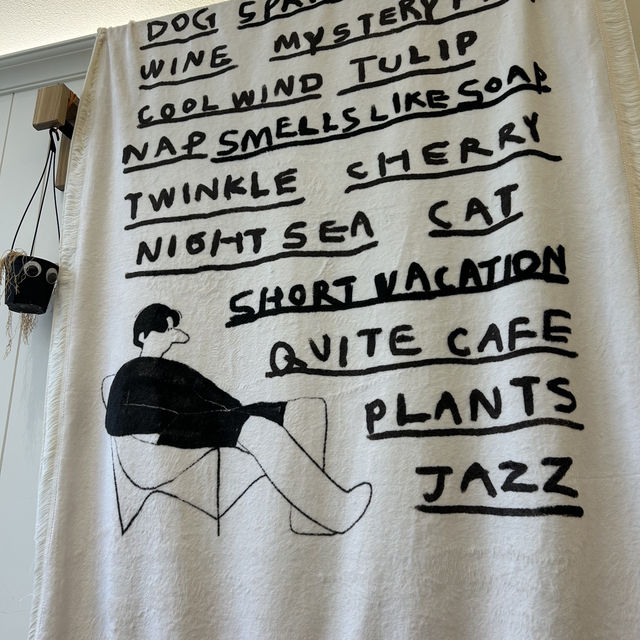 DOG
WINE MYSTERY
COOL WIND TULIP
NAP SMELLS LIKE SOAP
TWINKLE CHERRY
NIGHT SEA CAT
SHORT VACATION
QUITE CAFE
PLANTS
JAZZ